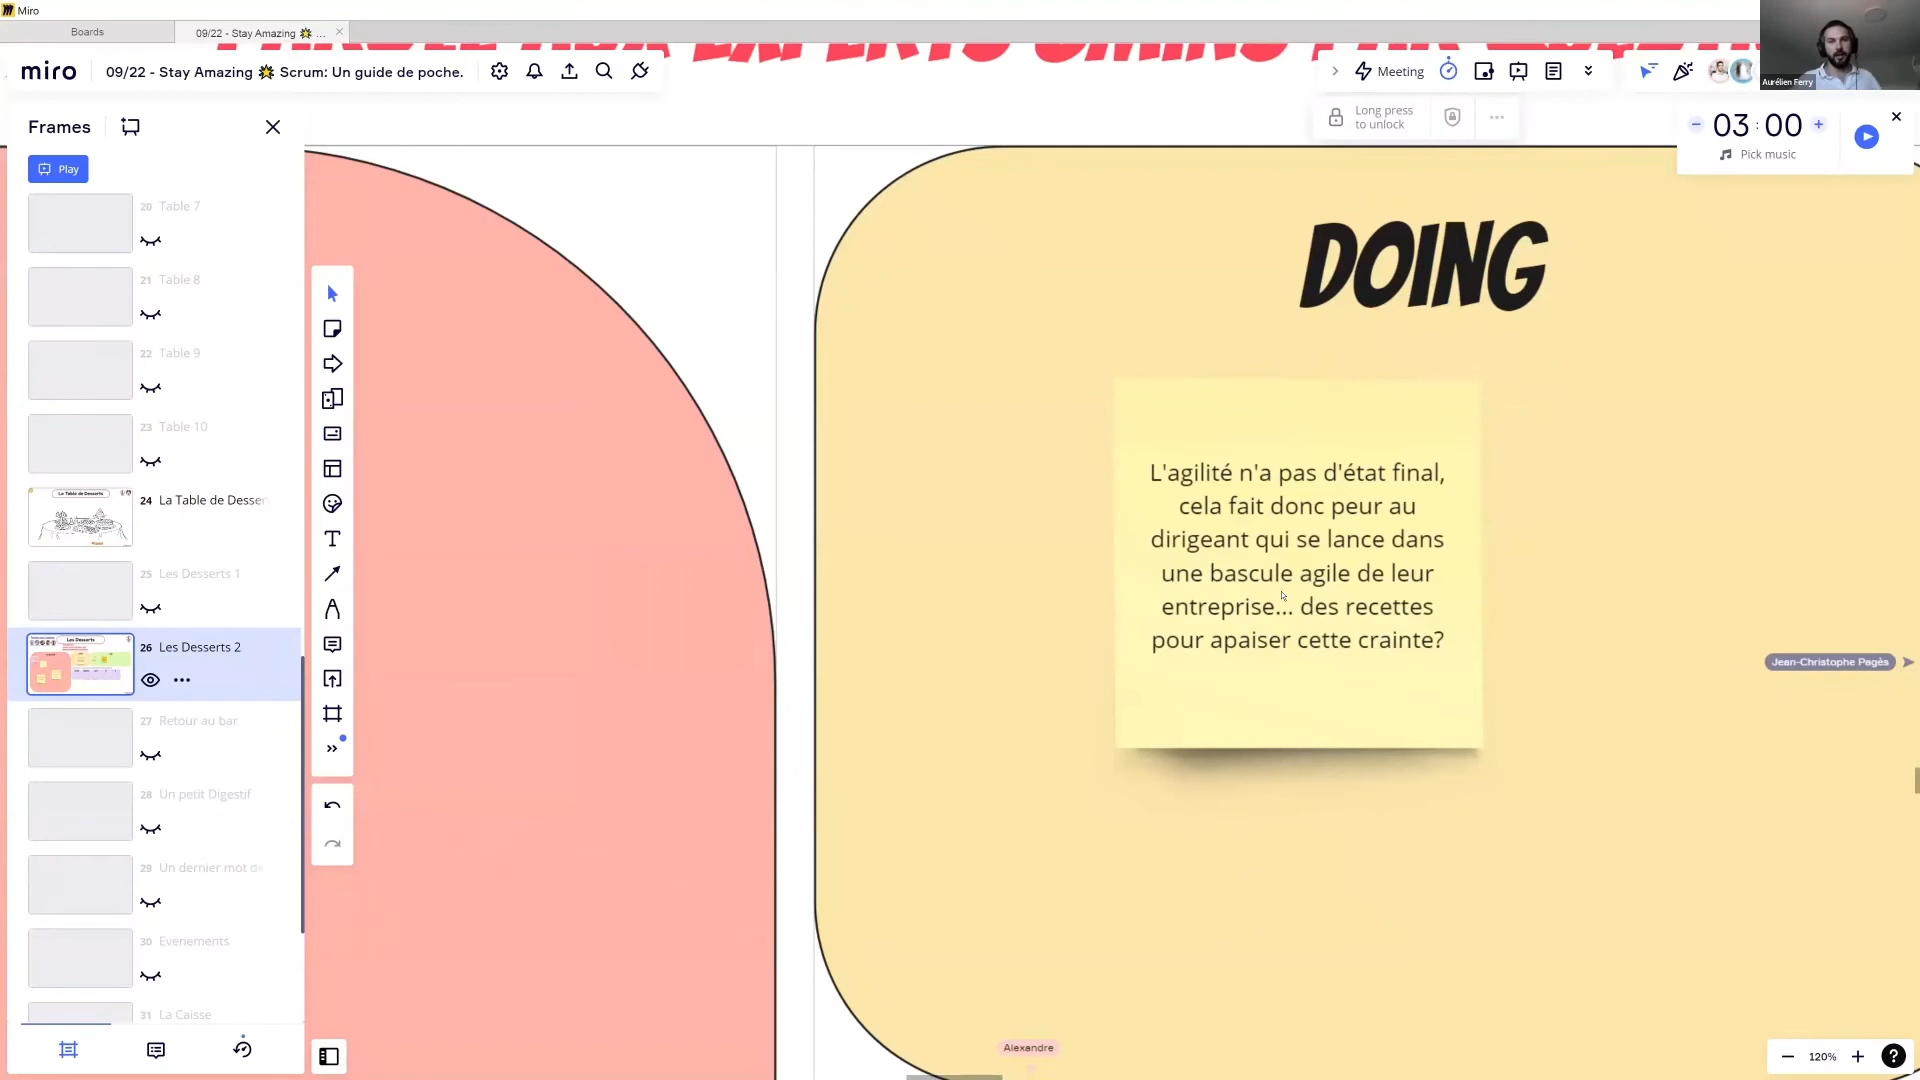 Miro
Boards
09/22 - Stay Amazing 🌟 ...
PAROLE AUX EXPERTS
miro
09/22 - Stay Amazing 🌟 Scrum: Un guide de poche.
Meeting
Aurélien Ferry
Long press
to unlock
03 : 00
Pick music
Frames
Play
20 Table 7
21 Table 8
22 Table 9
23 Table 10
24 La Table de Desser
25 Les Desserts 1
26 Les Desserts 2
27 Retour au bar
28 Un petit Digestif
29 Un dernier mot de
30 Evenements
31 La Caisse
DOING
L'agilité n'a pas d'état final,
cela fait donc peur au
dirigeant qui se lance dans
une bascule agile de leur
entreprise... des recettes
pour apaiser cette crainte?
Jean-Christophe Pagès
Alexandre
120%